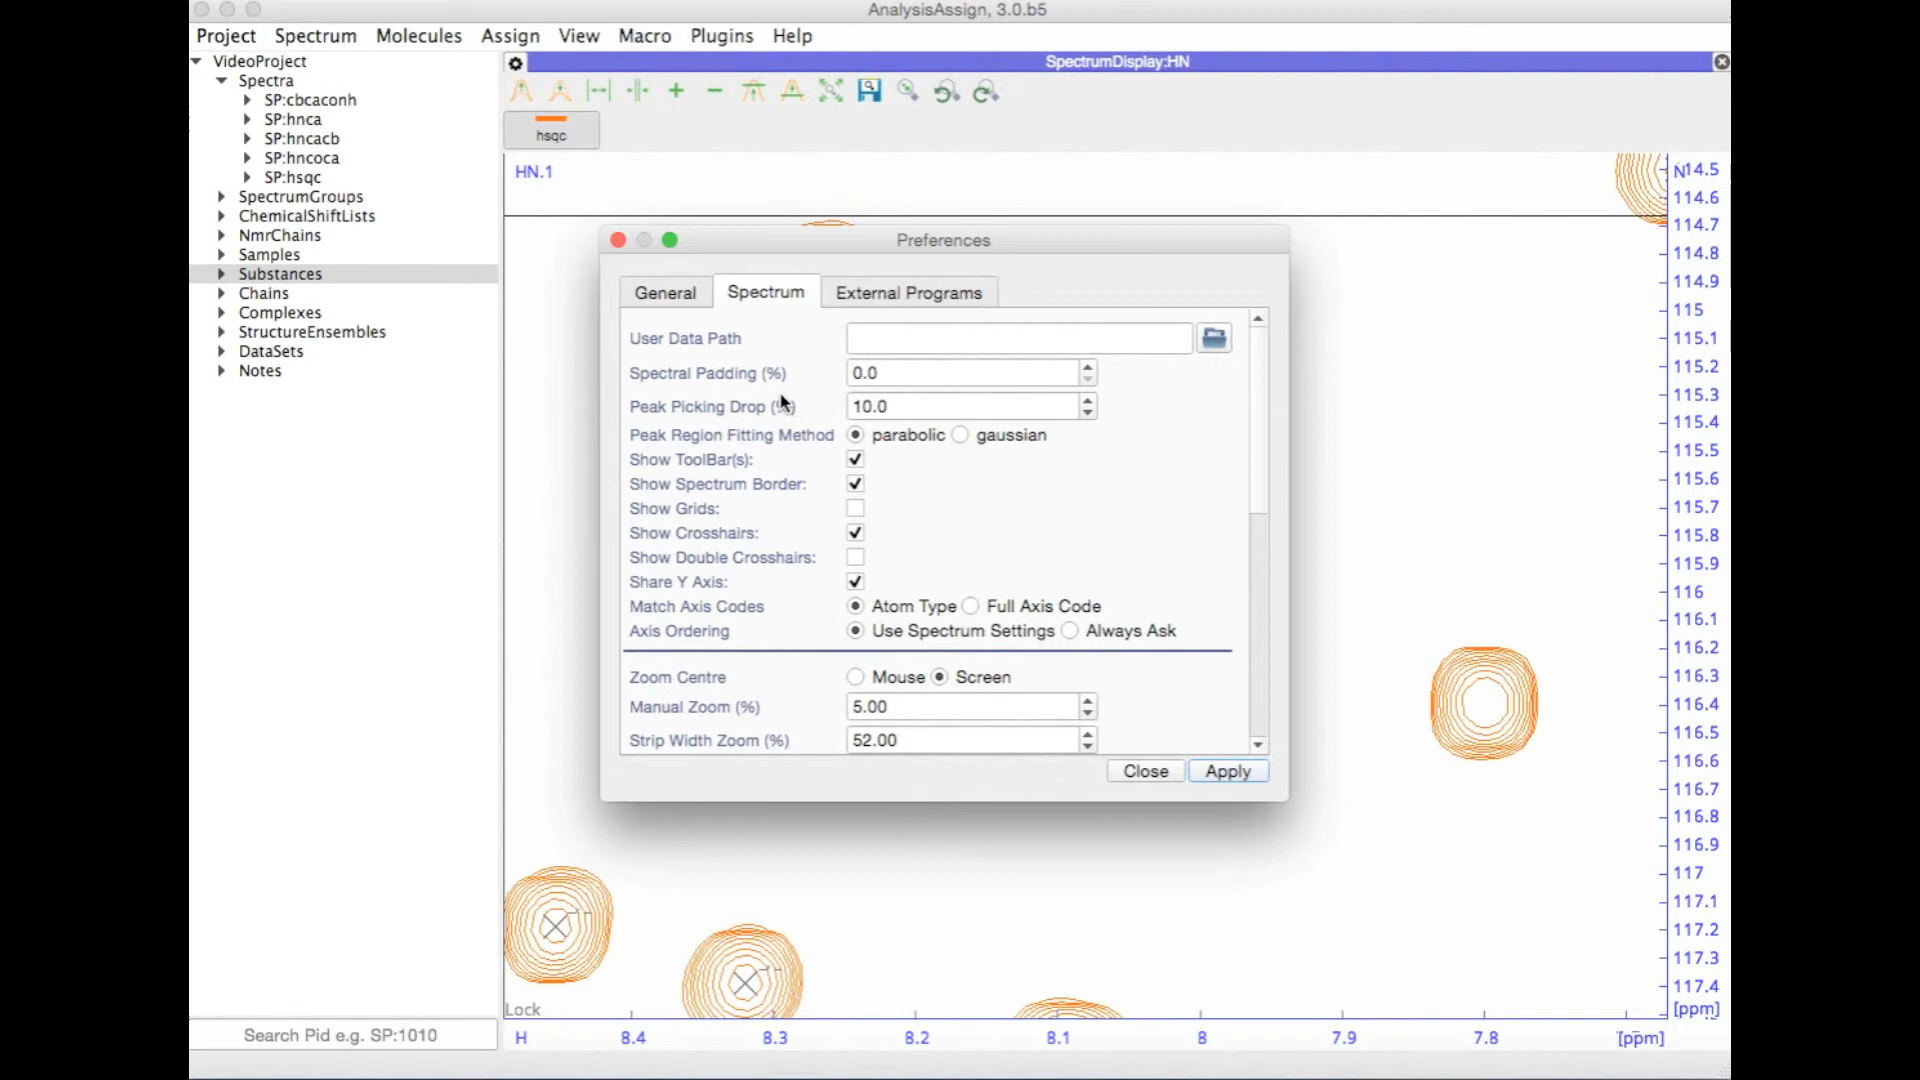 AnalysisAssign, 3.0.b5
Project Spectrum Molecules Assign View Macro Plugins Help
VideoProject
Spectra
SP:cbcaconh
SP:hnca
SP:hncacb
SP:hncoca
SP:hsqc
SpectrumGroups
ChemicalShiftLists
NmrChains
Samples
Substances
Chains
Complexes
StructureEnsembles
DataSets
Notes
Search Pid e.g. SP:1010
SpectrumDisplay:HN
hsqc
HN.1
Preferences
General Spectrum External Programs
User Data Path
Spectral Padding (%) 0.0
Peak Picking Drop (%) 10.0
Peak Region Fitting Method parabolic gaussian
Show ToolBar(s):
Show Spectrum Border:
Show Grids:
Show Crosshairs:
Show Double Crosshairs:
Share Y Axis:
Match Axis Codes Atom Type Full Axis Code
Axis Ordering Use Spectrum Settings Always Ask
Zoom Centre Mouse Screen
Manual Zoom (%) 5.00
Strip Width Zoom (%) 52.00
Close Apply
N
114.5
114.6
114.7
114.8
114.9
115
115.1
115.2
115.3
115.4
115.5
115.6
115.7
115.8
115.9
116
116.1
116.2
116.3
116.4
116.5
116.6
116.7
116.8
116.9
117
117.1
117.2
117.3
117.4
[ppm]
Lock
H 8.4 8.3 8.2 8.1 8 7.9 7.8 [ppm]